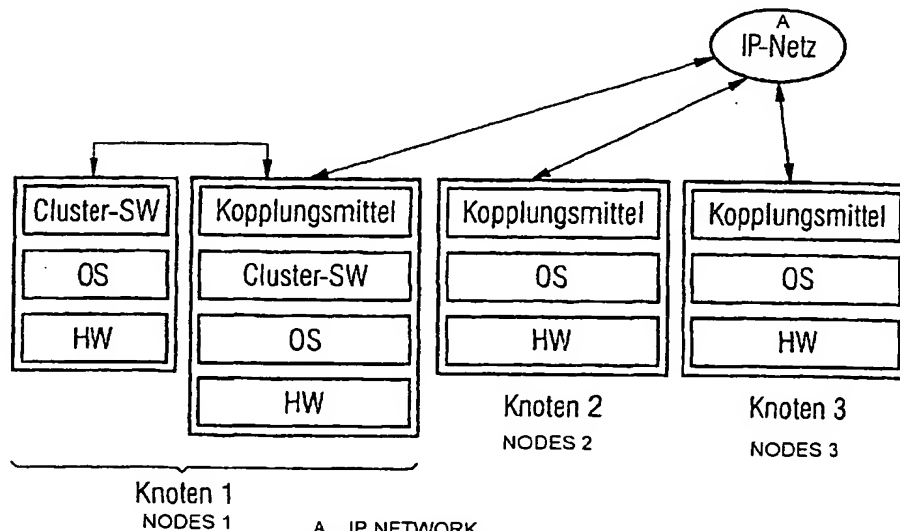 A
IP-Netz
Cluster-SW
OS
HW
Kopplungsmittel
Cluster-SW
OS
HW
Kopplungsmittel
OS
HW
Kopplungsmittel
OS
HW
Knoten 1
NODES 1
Knoten 2
NODES 2
Knoten 3
NODES 3
A... IP NETWORK